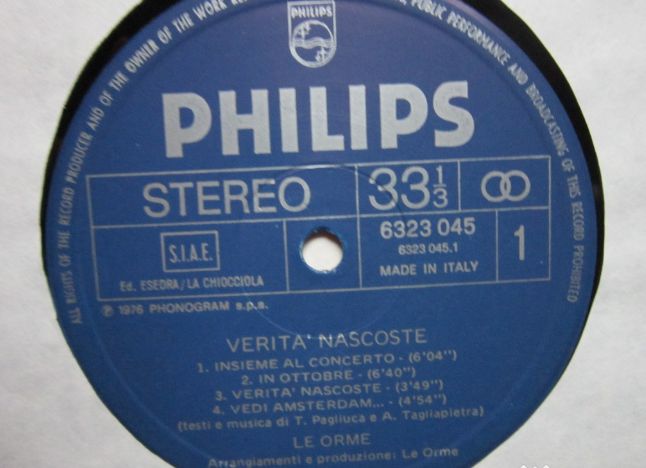 ALL RIGHTS OF THE RECORD PRODUCER AND OF THE OWNER OF THE WORK
PUBLIC PERFORMANCE AND BROADCASTING OF THIS RECORD PROHIBITED
PHILIPS
PHILIPS
STEREO 33 1/3
S.I.A.E.
6323 045
6323 045.1
MADE IN ITALY
1
Ed. ESEDRA/LA CHIOCCIOLA
℗ 1976 PHONOGRAM s.p.a.
VERITA' NASCOSTE
1. INSIEME AL CONCERTO - (6'04")
2. IN OTTOBRE - (6'40")
3. VERITA' NASCOSTE - (3'49")
4. VEDI AMSTERDAM... - (4'54")
(testi e musica di T. Pagliuca e A. Tagliapietra)
LE ORME
Arrangiamenti e produzione: Le Orme